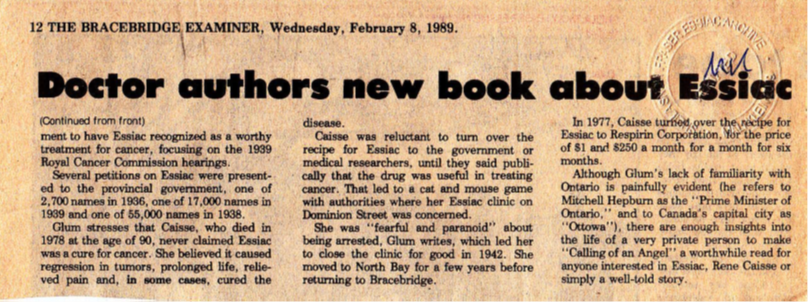 12 THE BRACEBRIDGE EXAMINER, Wednesday, February 8, 1989.
Doctor authors new book about Essiac
(Continued from front)
ment to have Essiac recognized as a worthy
treatment for cancer, focusing on the 1939
Royal Cancer Commission hearings.
Several petitions on Essiac were present-
ed to the provincial government, one of
2,700 names in 1936, one of 17,000 names in
1939 and one of 55,000 names in 1938.
Glum stresses that Caisse, who died in
1978 at the age of 90, never claimed Essiac
was a cure for cancer. She believed it caused
regression in tumors, prolonged life, relie-
ved pain and, in some cases, cured the
disease.
Caisse was reluctant to turn over the
recipe for Essiac to the government or
medical researchers, until they said publi-
cally that the drug was useful in treating
cancer. That led to a cat and mouse game
with authorities where her Essiac clinic on
Dominion Street was concerned.
She was "fearful and paranoid" about
being arrested, Glum writes, which led her
to close the clinic for good in 1942. She
moved to North Bay for a few years before
returning to Bracebridge.
In 1977, Caisse turned over the recipe for
Essiac to Respirin Corporation, for the price
of $1 and $250 a month for a month for six
months.
Although Glum's lack of familiarity with
Ontario is painfully evident (he refers to
Mitchell Hepburn as the "Prime Minister of
Ontario," and to Canada's capital city as
"Ottowa"), there are enough insights into
the life of a very private person to make
"Calling of an Angel" a worthwhile read for
anyone interested in Essiac, Rene Caisse or
simply a well-told story.
ESSIAC ARCHIVE